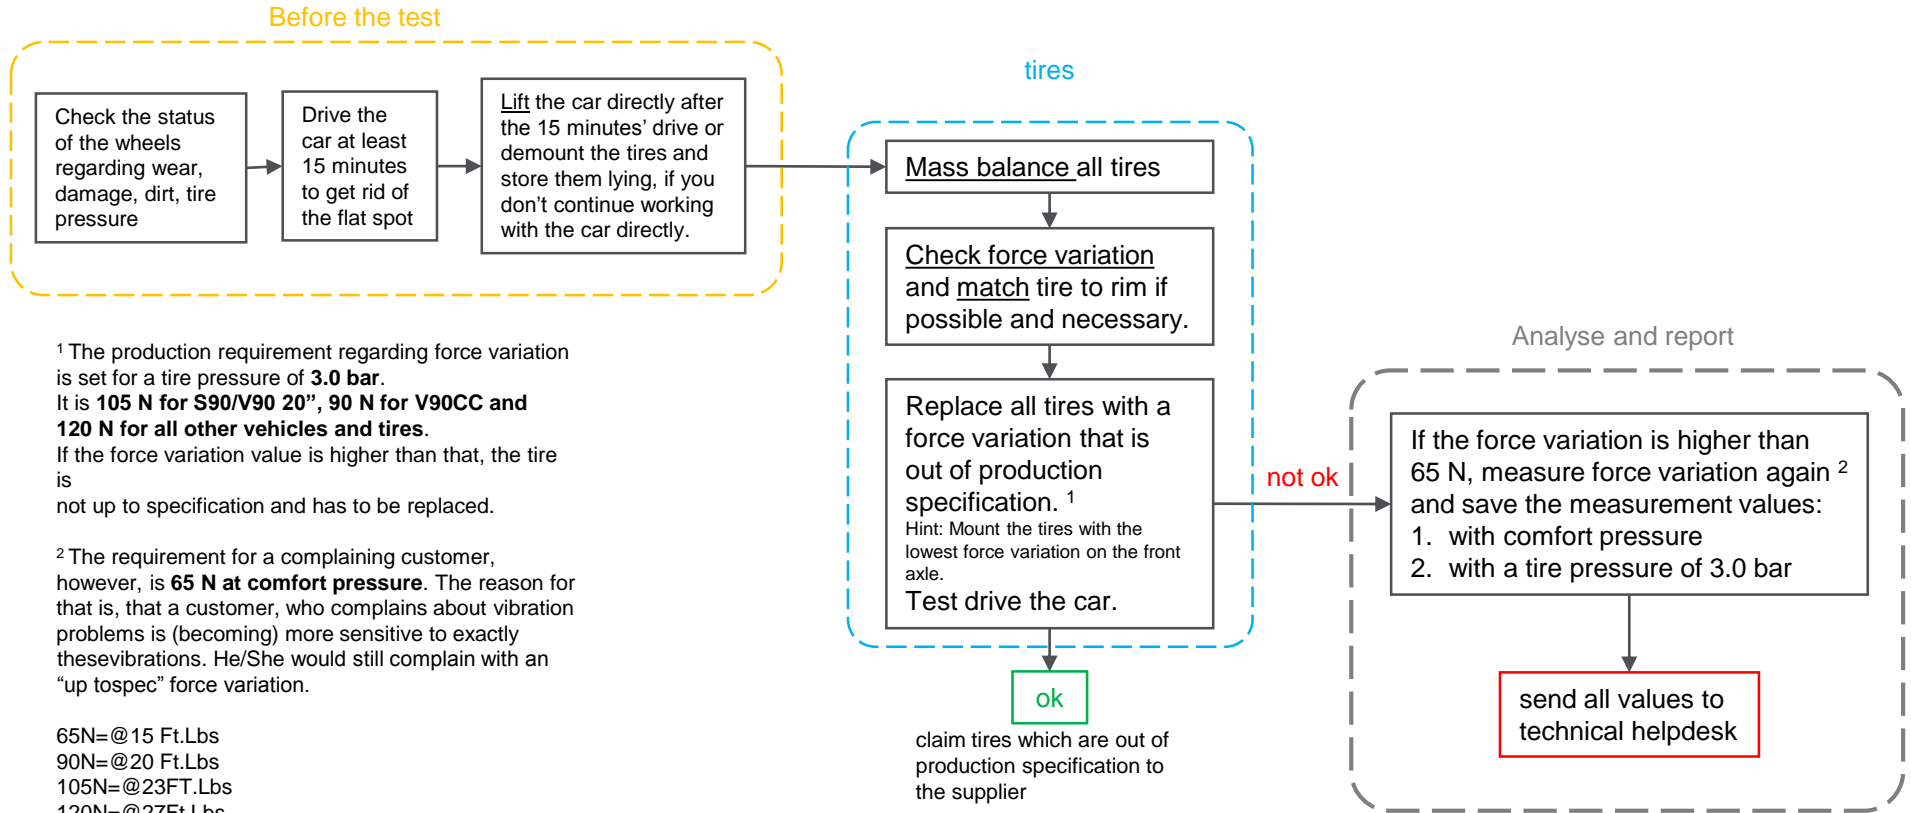 Before the test
Check the status
of the wheels
regarding wear,
damage, dirt, tire
pressure
Drive the
car at least
15 minutes
to get rid of
the flat spot
Lift the car directly after
the 15 minutes’ drive or
demount the tires and
store them lying, if you
don’t continue working
with the car directly.
tires
Mass balance all tires
Check force variation
and match tire to rim if
possible and necessary.
Replace all tires with a
force variation that is
out of production
specification. 1
Hint: Mount the tires with the
lowest force variation on the front
axle.
Test drive the car.
not ok
ok
claim tires which are out of
production specification to
the supplier
Analyse and report
If the force variation is higher than
65 N, measure force variation again 2
and save the measurement values:
1. with comfort pressure
2. with a tire pressure of 3.0 bar
send all values to
technical helpdesk
1 The production requirement regarding force variation
is set for a tire pressure of 3.0 bar.
It is 105 N for S90/V90 20”, 90 N for V90CC and
120 N for all other vehicles and tires.
If the force variation value is higher than that, the tire
is
not up to specification and has to be replaced.
2 The requirement for a complaining customer,
however, is 65 N at comfort pressure. The reason for
that is, that a customer, who complains about vibration
problems is (becoming) more sensitive to exactly
thesevibrations. He/She would still complain with an
“up tospec” force variation.
65N=@15 Ft.Lbs
90N=@20 Ft.Lbs
105N=@23FT.Lbs
120N=@27Ft.Lbs